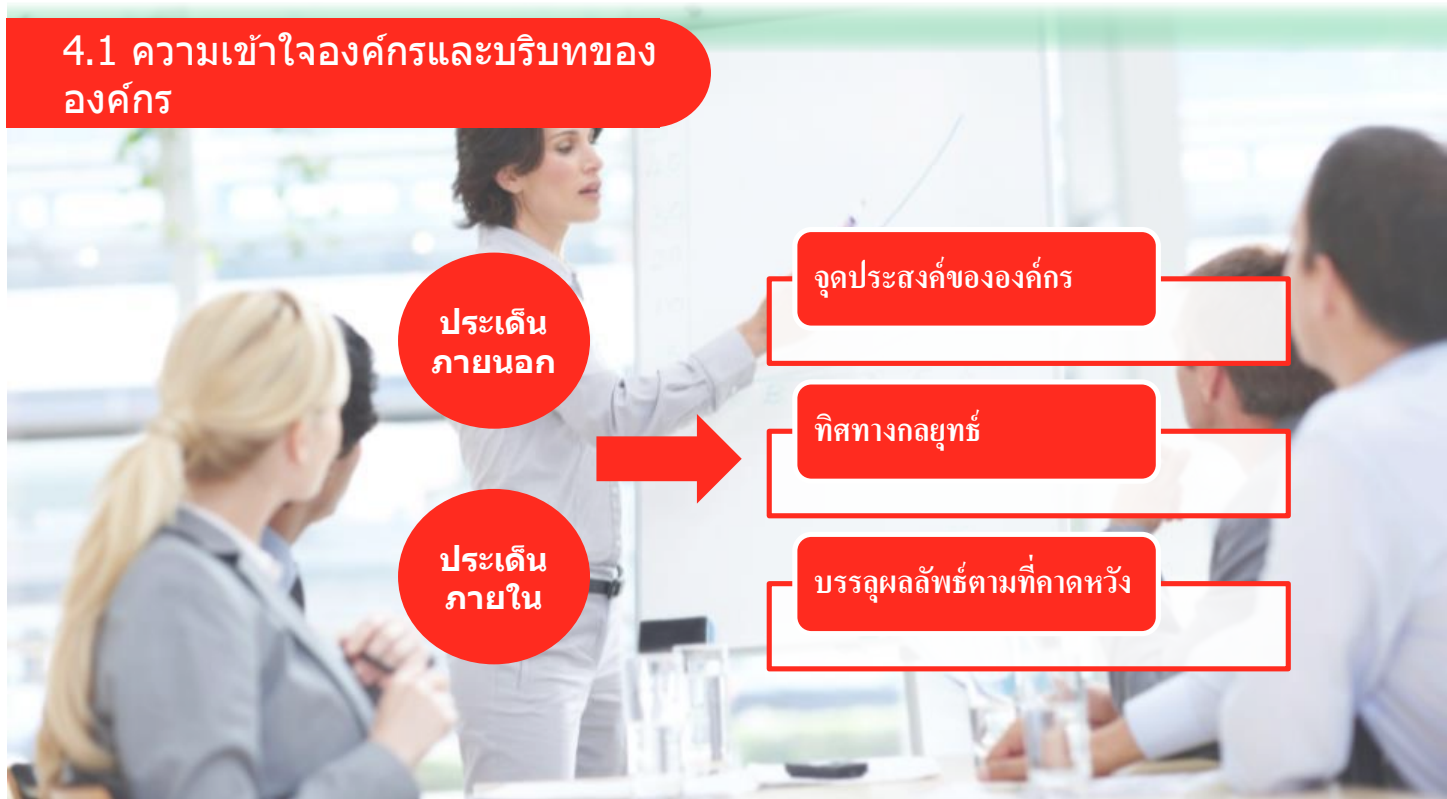 4.1 ความเข้าใจองค์กรและบริบทของ
องค์กร
ประเด็น
ภายนอก
ประเด็น
ภายใน
จุดประสงค์ขององค์กร
ทิศทางกลยุทธ์
บรรลุผลลัพธ์ตามที่คาดหวัง